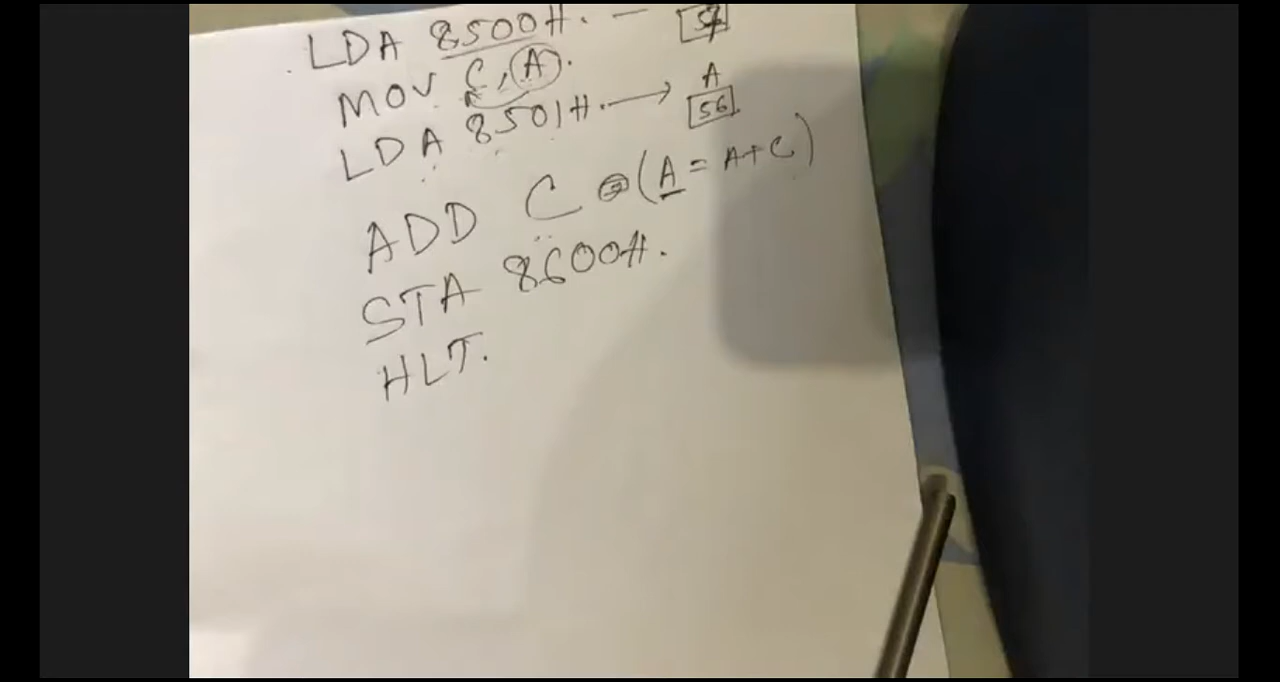 LDA 8500H. —
MOV C, A.
LDA 8501H. → A 56
ADD C (A = A+C)
STA 8600H.
HLT.